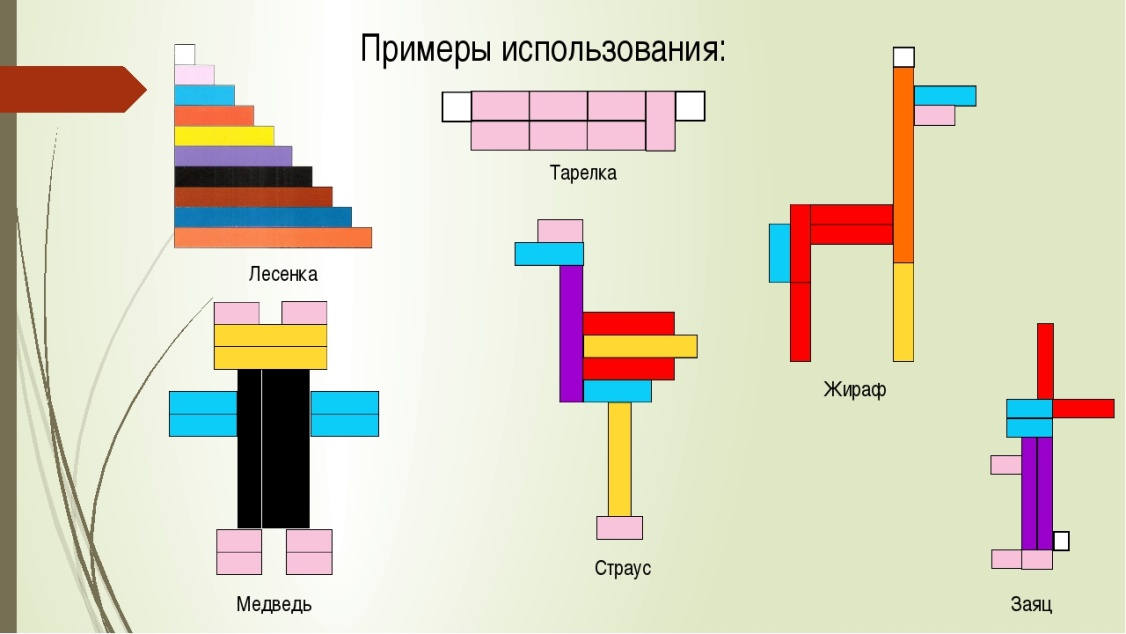 Примеры использования:
Тарелка
Лесенка
Жираф
Страус
Медведь
Заяц